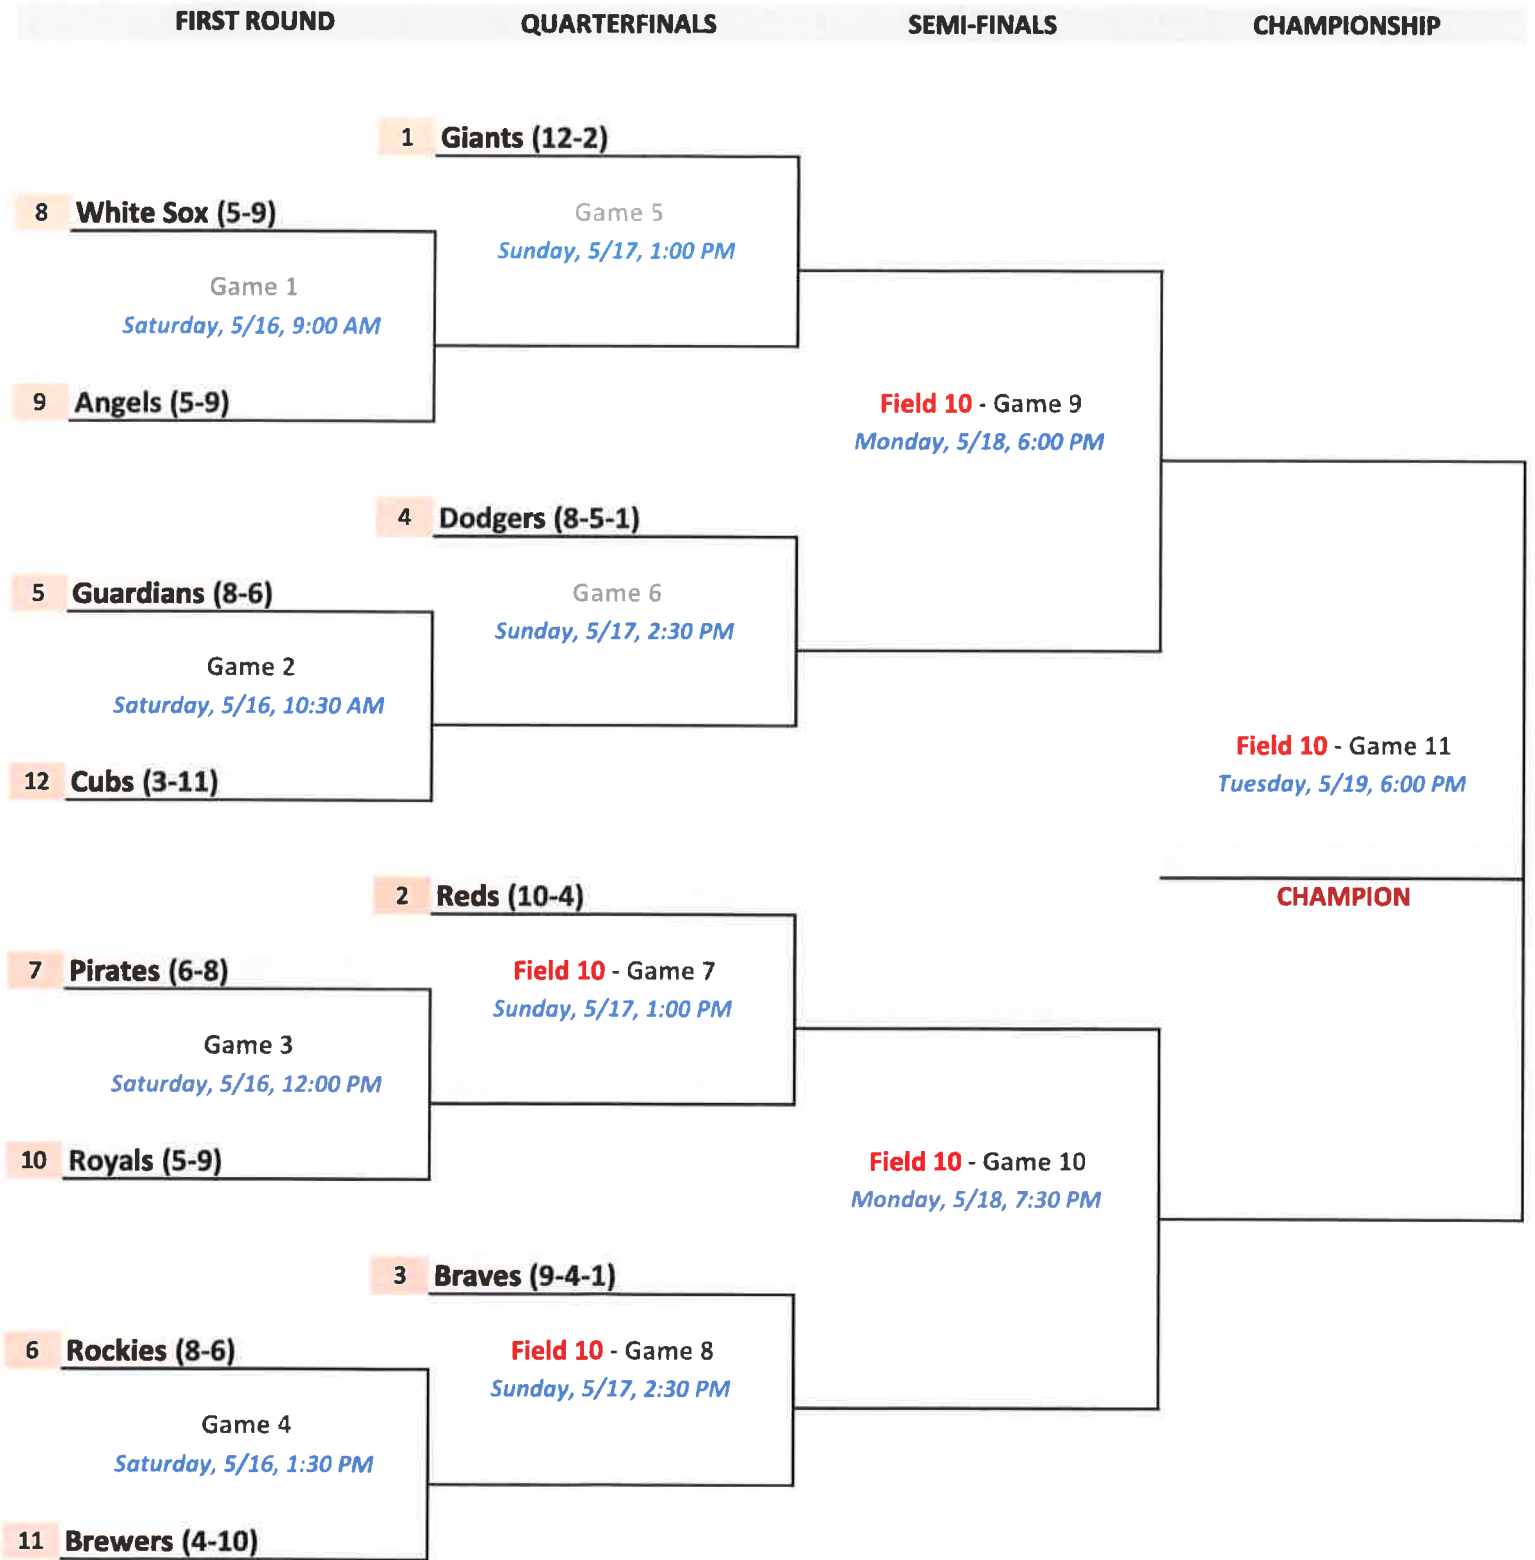 FIRST ROUND QUARTERFINALS SEMI-FINALS CHAMPIONSHIP
1 Giants (12-2)
8 White Sox (5-9)
Game 5
Sunday, 5/17, 1:00 PM
Game 1
Saturday, 5/16, 9:00 AM
9 Angels (5-9)
Field 10 - Game 9
Monday, 5/18, 6:00 PM
4 Dodgers (8-5-1)
5 Guardians (8-6)
Game 6
Sunday, 5/17, 2:30 PM
Game 2
Saturday, 5/16, 10:30 AM
12 Cubs (3-11)
Field 10 - Game 11
Tuesday, 5/19, 6:00 PM
CHAMPION
2 Reds (10-4)
7 Pirates (6-8)
Field 10 - Game 7
Sunday, 5/17, 1:00 PM
Game 3
Saturday, 5/16, 12:00 PM
10 Royals (5-9)
Field 10 - Game 10
Monday, 5/18, 7:30 PM
3 Braves (9-4-1)
6 Rockies (8-6)
Field 10 - Game 8
Sunday, 5/17, 2:30 PM
Game 4
Saturday, 5/16, 1:30 PM
11 Brewers (4-10)